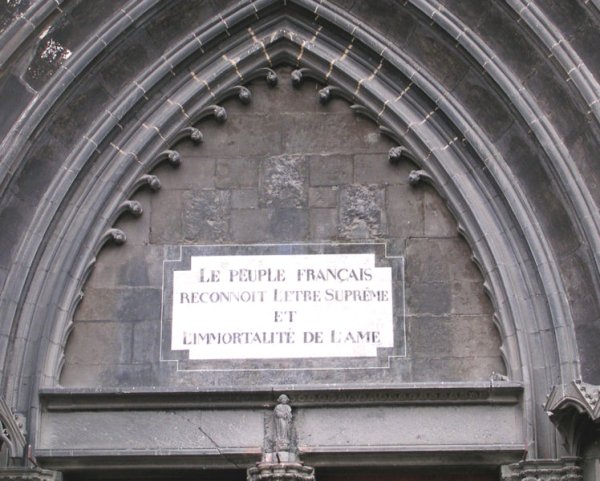 LE PEUPLE FRANÇAIS
RECONNOIT L'ETRE SUPRÊME
ET
L'IMMORTALITÉ DE L'AME